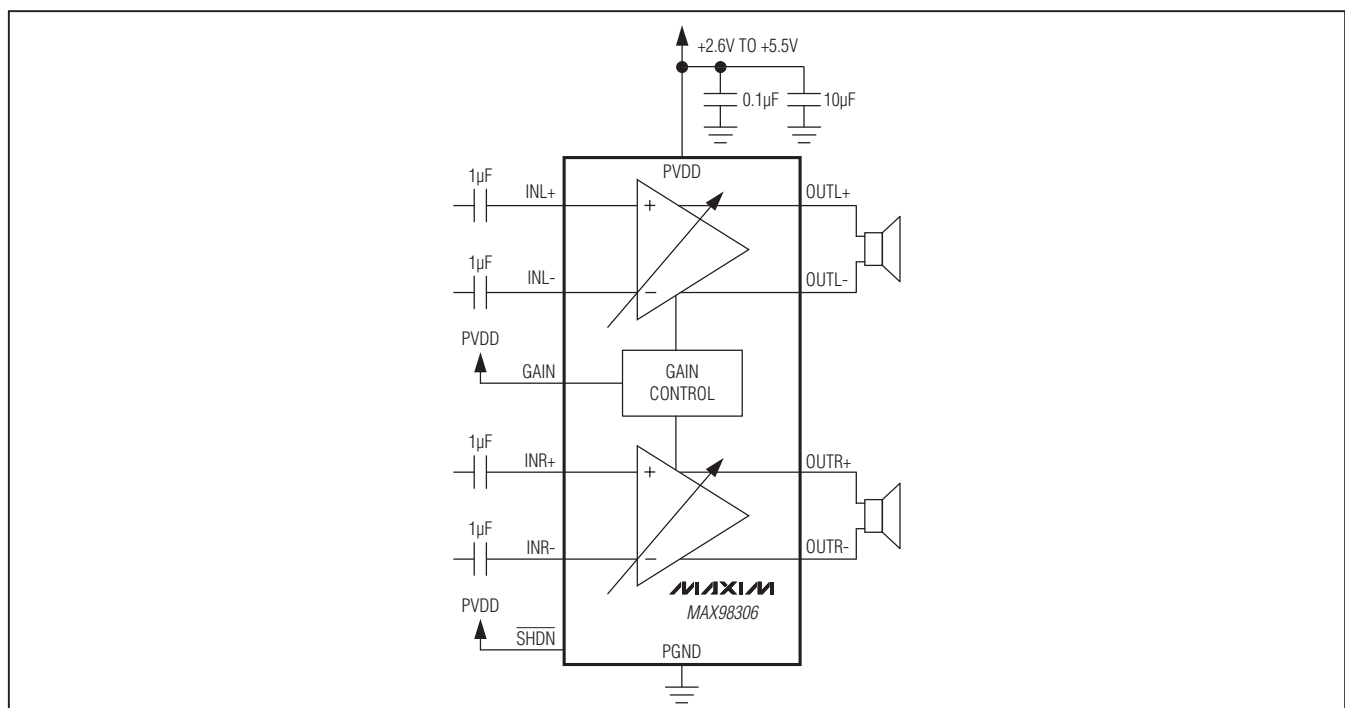 +2.6V TO +5.5V
0.1µF
10µF
PVDD
1µF
INL+
+
OUTL+
1µF
INL-
−
OUTL-
PVDD
GAIN
GAIN
CONTROL
1µF
INR+
+
OUTR+
1µF
INR-
−
OUTR-
MAXIM
MAX98306
PVDD
SHDN
PGND